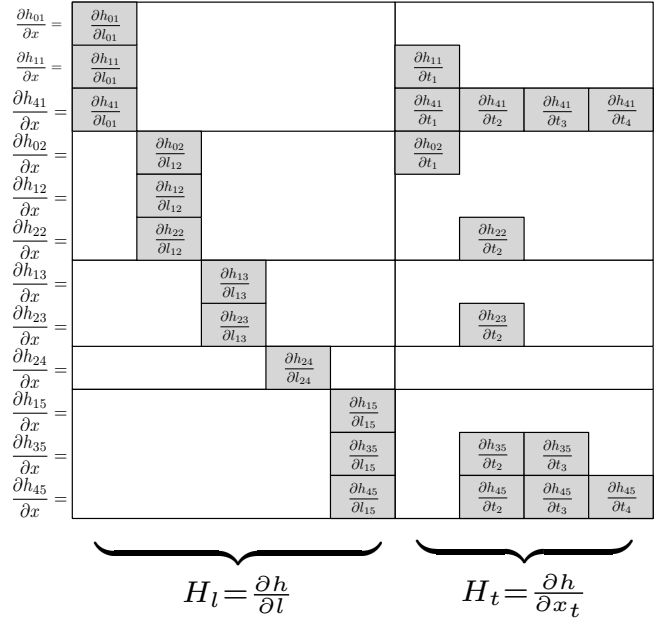 ∂h₀₁/∂x = ∂h₀₁/∂l₀₁
∂h₁₁/∂x = ∂h₁₁/∂l₀₁ ∂h₁₁/∂t₁
∂h₄₁/∂x = ∂h₄₁/∂l₀₁ ∂h₄₁/∂t₁ ∂h₄₁/∂t₂ ∂h₄₁/∂t₃ ∂h₄₁/∂t₄
∂h₀₂/∂x = ∂h₀₂/∂l₁₂ ∂h₀₂/∂t₁
∂h₁₂/∂x = ∂h₁₂/∂l₁₂
∂h₂₂/∂x = ∂h₂₂/∂l₁₂ ∂h₂₂/∂t₂
∂h₁₃/∂x = ∂h₁₃/∂l₁₃
∂h₂₃/∂x = ∂h₂₃/∂l₁₃ ∂h₂₃/∂t₂
∂h₂₄/∂x = ∂h₂₄/∂l₂₄
∂h₁₅/∂x = ∂h₁₅/∂l₁₅
∂h₃₅/∂x = ∂h₃₅/∂l₁₅ ∂h₃₅/∂t₂ ∂h₃₅/∂t₃
∂h₄₅/∂x = ∂h₄₅/∂l₁₅ ∂h₄₅/∂t₂ ∂h₄₅/∂t₃ ∂h₄₅/∂t₄
H_l = ∂h/∂l H_t = ∂h/∂x_t